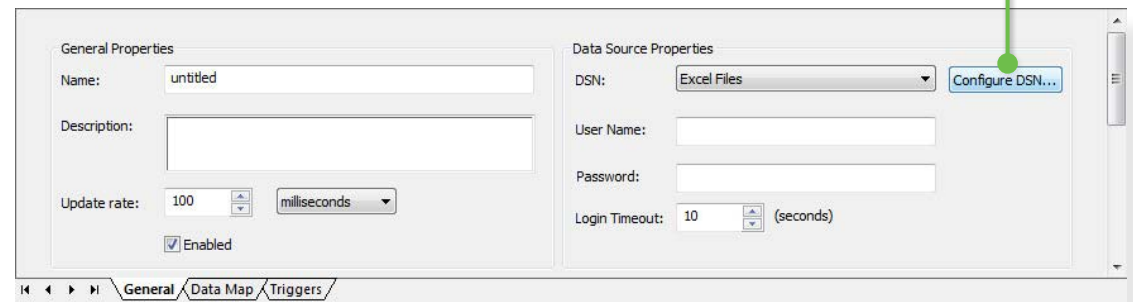 General Properties
Name: untitled
Description:
Update rate: 100 milliseconds
Enabled
Data Source Properties
DSN: Excel Files Configure DSN...
User Name:
Password:
Login Timeout: 10 (seconds)
General Data Map Triggers